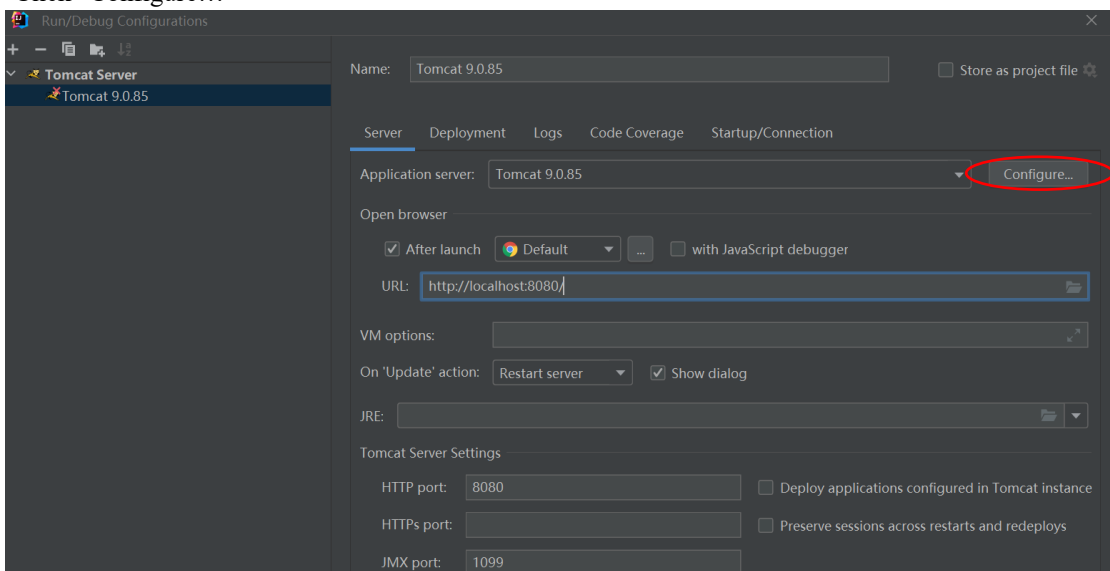 Run/Debug Configurations
Tomcat Server
Tomcat 9.0.85
Name: Tomcat 9.0.85
Store as project file
Server Deployment Logs Code Coverage Startup/Connection
Application server: Tomcat 9.0.85 Configure...
Open browser
After launch Default ... with JavaScript debugger
URL: http://localhost:8080/
VM options:
On 'Update' action: Restart server Show dialog
JRE:
Tomcat Server Settings
HTTP port: 8080 Deploy applications configured in Tomcat instance
HTTPs port: Preserve sessions across restarts and redeploys
JMX port: 1099